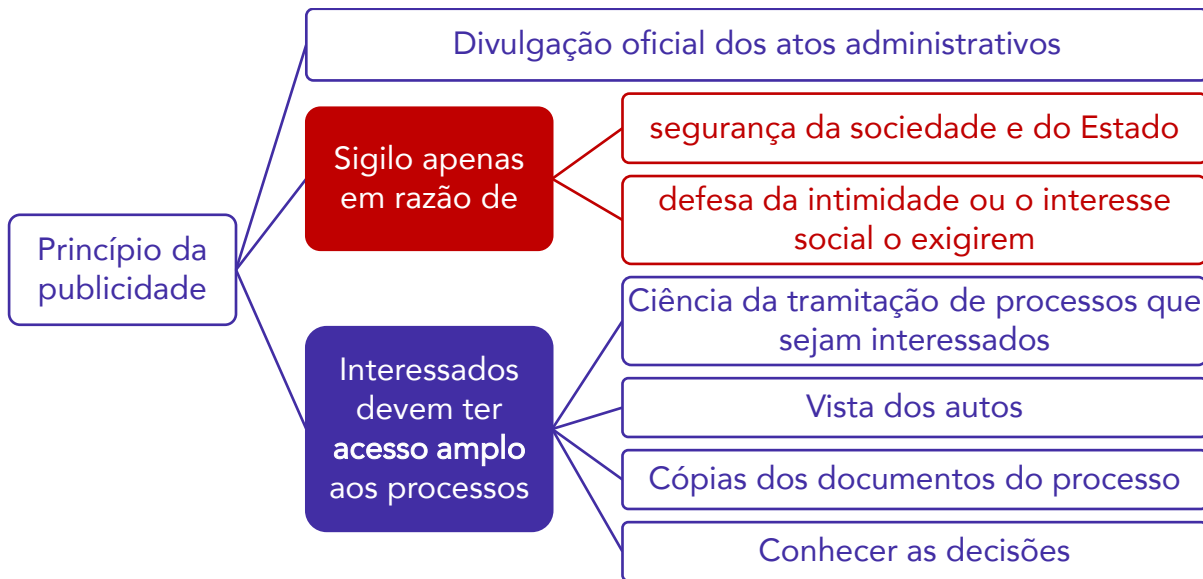 Princípio da
publicidade
Divulgação oficial dos atos administrativos
Sigilo apenas
em razão de
segurança da sociedade e do Estado
defesa da intimidade ou o interesse
social o exigirem
Interessados
devem ter
acesso amplo
aos processos
Ciência da tramitação de processos que
sejam interessados
Vista dos autos
Cópias dos documentos do processo
Conhecer as decisões